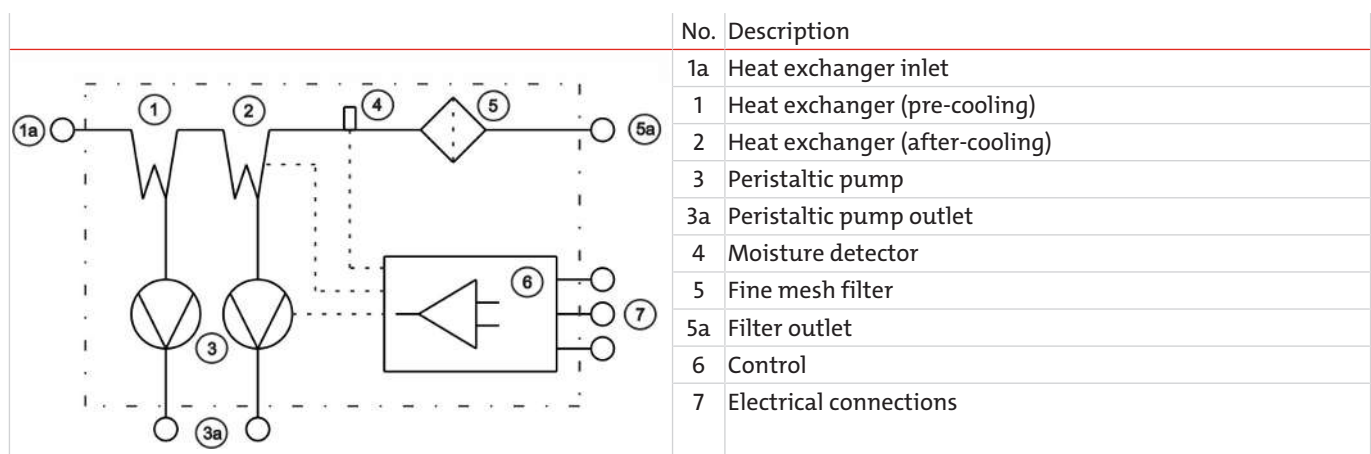 No. Description
1a Heat exchanger inlet
1 Heat exchanger (pre-cooling)
2 Heat exchanger (after-cooling)
3 Peristaltic pump
3a Peristaltic pump outlet
4 Moisture detector
5 Fine mesh filter
5a Filter outlet
6 Control
7 Electrical connections
1 2 4 5
1a 5a
6
7
3
3a